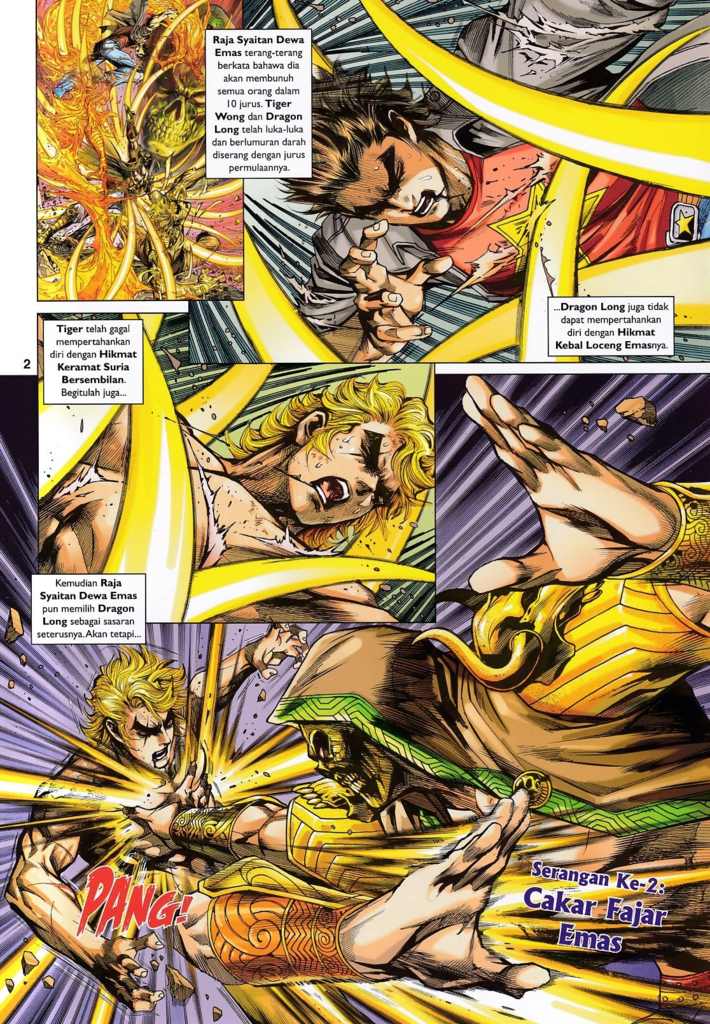 Raja Syaitan Dewa
Emas terang-terang
berkata bahawa dia
akan membunuh
semua orang dalam
10 jurus. Tiger
Wong dan Dragon
Long telah luka-luka
dan berlumuran darah
diserang dengan jurus
permulaannya.
...Dragon Long juga tidak
dapat mempertahankan
diri dengan Hikmat
Kebal Loceng Emasnya.
Tiger telah gagal
mempertahankan
diri dengan Hikmat
Keramat Suria
Bersembilan.
Begitulah juga...
2
Kemudian Raja
Syaitan Dewa Emas
pun memilih Dragon
Long sebagai sasaran
seterusnya. Akan tetapi...
PANG!
Serangan Ke-2:
Cakar Fajar
Emas